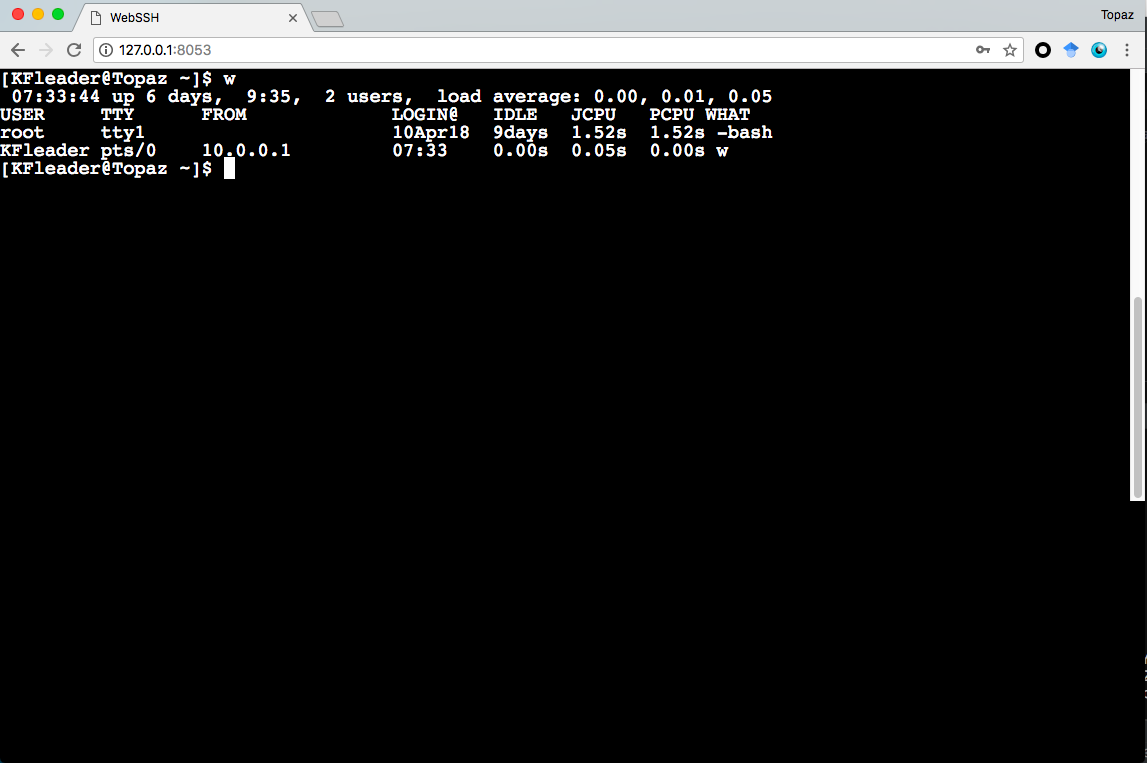 WebSSH
Topaz
127.0.0.1:8053
[KFleader@Topaz ~]$ w
 07:33:44 up 6 days,  9:35,  2 users,  load average: 0.00, 0.01, 0.05
USER     TTY      FROM             LOGIN@   IDLE   JCPU   PCPU WHAT
root     tty1                      10Apr18  9days  1.52s  1.52s -bash
KFleader pts/0    10.0.0.1         07:33    0.00s  0.05s  0.00s w
[KFleader@Topaz ~]$